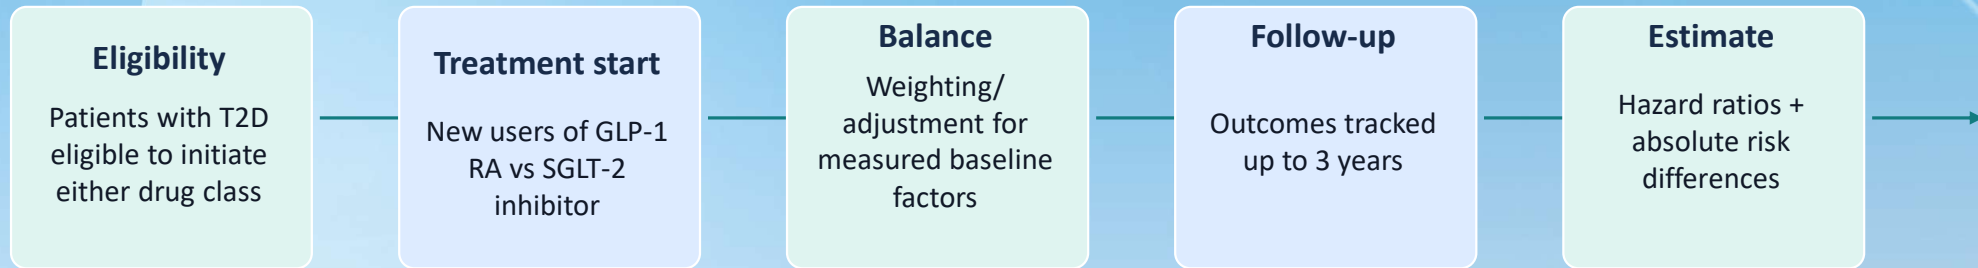 Eligibility
Patients with T2D
eligible to initiate
either drug class
Treatment start
New users of GLP-1
RA vs SGLT-2
inhibitor
Balance
Weighting/
adjustment for
measured baseline
factors
Follow-up
Outcomes tracked
up to 3 years
Estimate
Hazard ratios +
absolute risk
differences